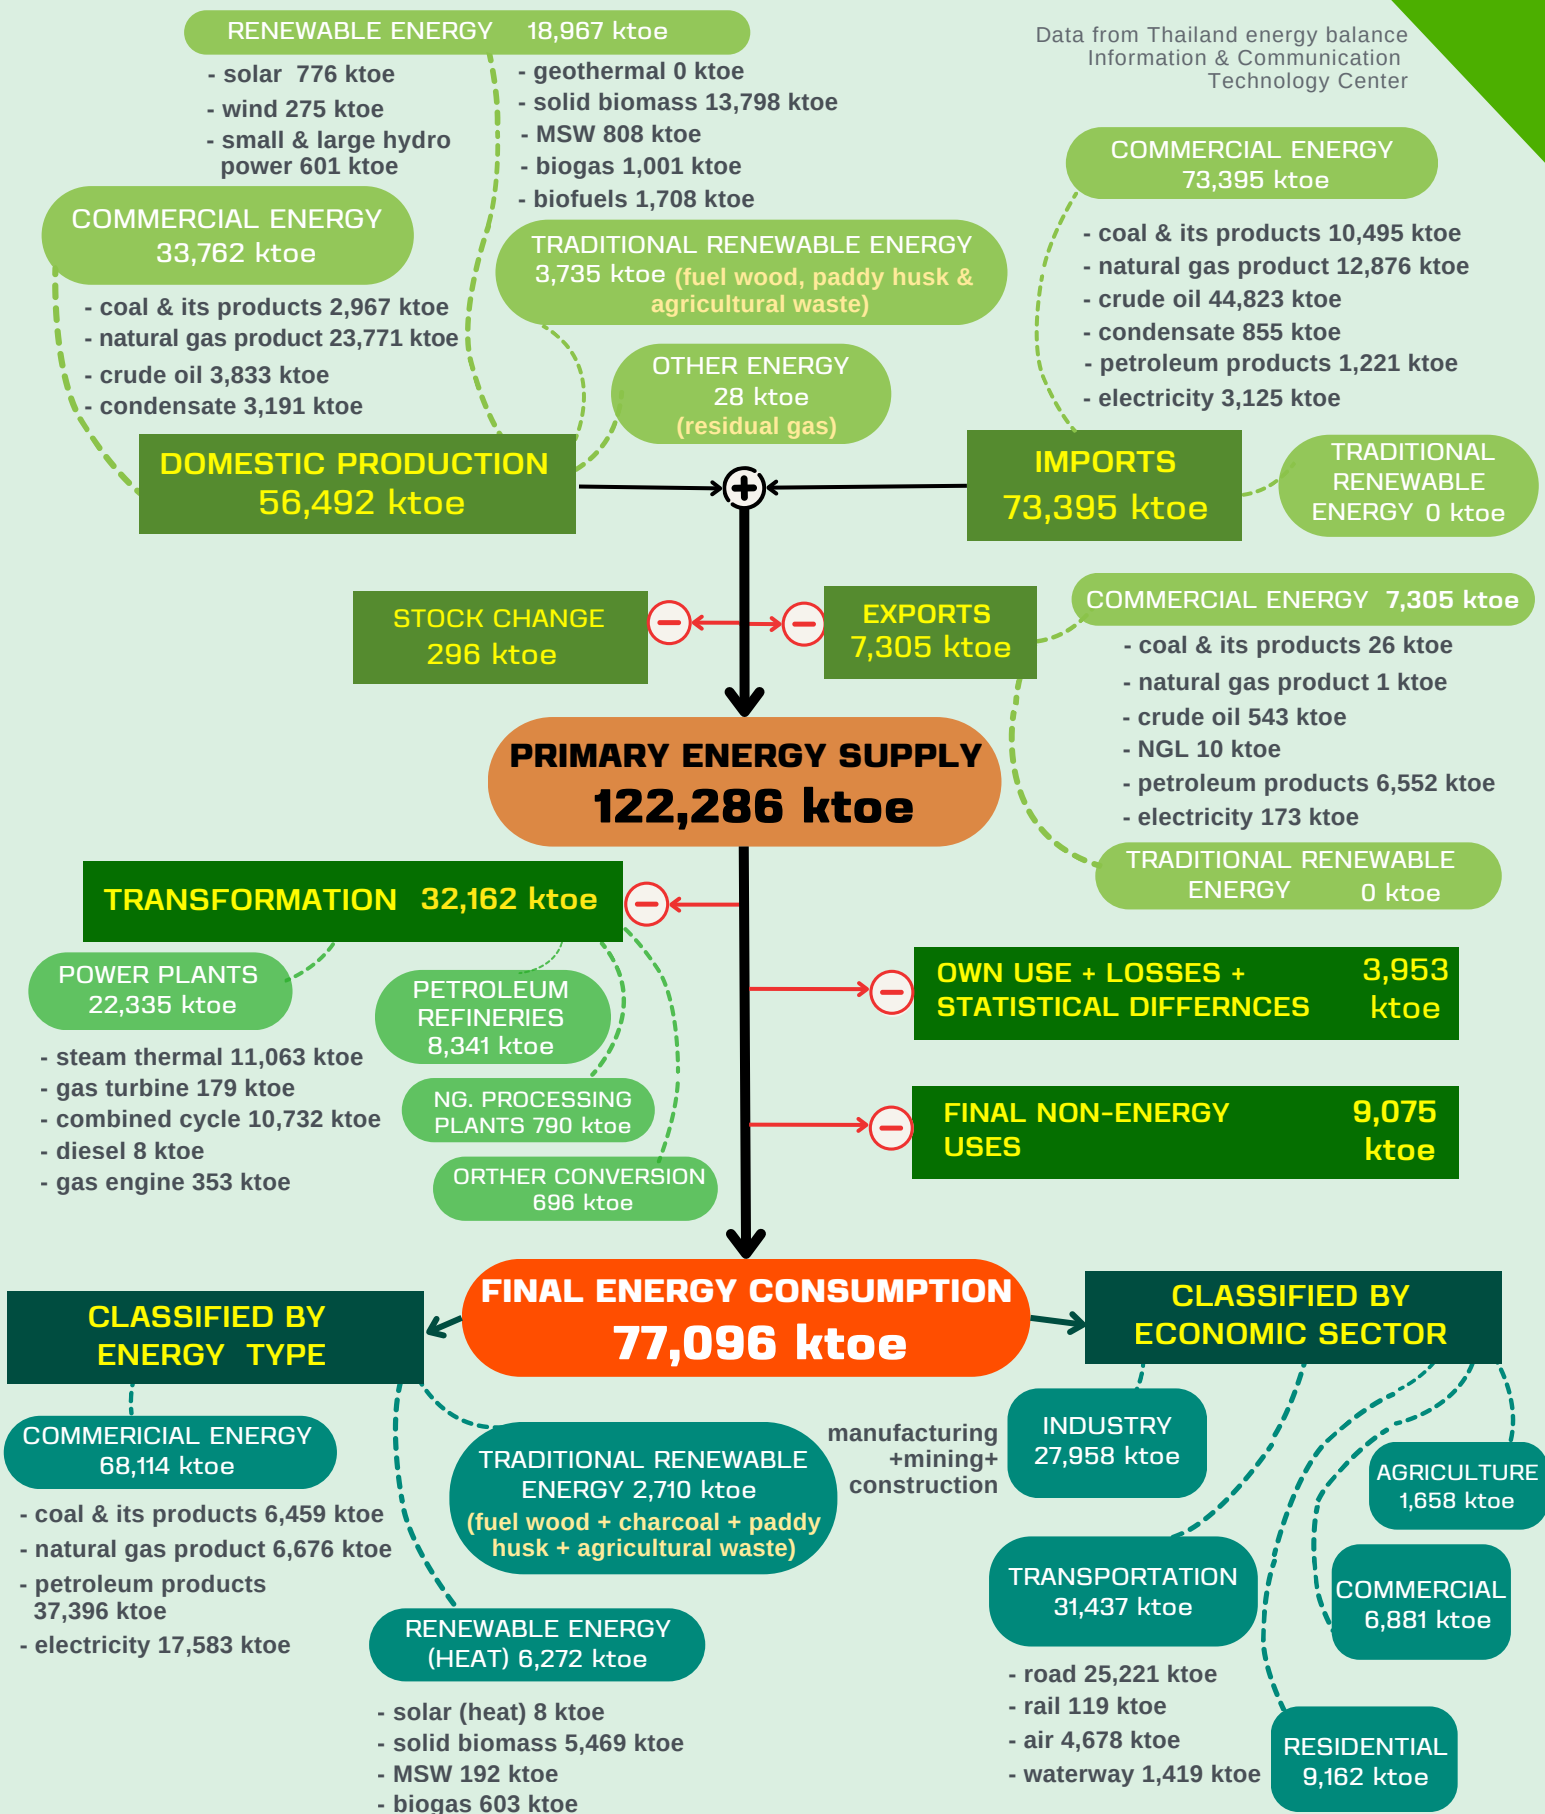 RENEWABLE ENERGY 18,967 ktoe
- solar 776 ktoe
- wind 275 ktoe
- small & large hydro
power 601 ktoe
- geothermal 0 ktoe
- solid biomass 13,798 ktoe
- MSW 808 ktoe
- biogas 1,001 ktoe
- biofuels 1,708 ktoe
Data from Thailand energy balance
Information & Communication
Technology Center
COMMERCIAL ENERGY
33,762 ktoe
- coal & its products 2,967 ktoe
- natural gas product 23,771 ktoe
- crude oil 3,833 ktoe
- condensate 3,191 ktoe
TRADITIONAL RENEWABLE ENERGY
3,735 ktoe (fuel wood, paddy husk &
agricultural waste)
OTHER ENERGY
28 ktoe
(residual gas)
COMMERCIAL ENERGY
73,395 ktoe
- coal & its products 10,495 ktoe
- natural gas product 12,876 ktoe
- crude oil 44,823 ktoe
- condensate 855 ktoe
- petroleum products 1,221 ktoe
- electricity 3,125 ktoe
DOMESTIC PRODUCTION
56,492 ktoe
IMPORTS
73,395 ktoe
TRADITIONAL
RENEWABLE
ENERGY 0 ktoe
STOCK CHANGE
296 ktoe
EXPORTS
7,305 ktoe
COMMERCIAL ENERGY 7,305 ktoe
- coal & its products 26 ktoe
- natural gas product 1 ktoe
- crude oil 543 ktoe
- NGL 10 ktoe
- petroleum products 6,552 ktoe
- electricity 173 ktoe
TRADITIONAL RENEWABLE
ENERGY 0 ktoe
PRIMARY ENERGY SUPPLY
122,286 ktoe
TRANSFORMATION 32,162 ktoe
POWER PLANTS
22,335 ktoe
- steam thermal 11,063 ktoe
- gas turbine 179 ktoe
- combined cycle 10,732 ktoe
- diesel 8 ktoe
- gas engine 353 ktoe
PETROLEUM
REFINERIES
8,341 ktoe
NG. PROCESSING
PLANTS 790 ktoe
ORTHER CONVERSION
696 ktoe
OWN USE + LOSSES + 3,953
STATISTICAL DIFFERNCES ktoe
FINAL NON-ENERGY 9,075
USES ktoe
FINAL ENERGY CONSUMPTION
77,096 ktoe
CLASSIFIED BY
ENERGY TYPE
COMMERICIAL ENERGY
68,114 ktoe
- coal & its products 6,459 ktoe
- natural gas product 6,676 ktoe
- petroleum products
37,396 ktoe
- electricity 17,583 ktoe
TRADITIONAL RENEWABLE
ENERGY 2,710 ktoe
(fuel wood + charcoal + paddy
husk + agricultural waste)
RENEWABLE ENERGY
(HEAT) 6,272 ktoe
- solar (heat) 8 ktoe
- solid biomass 5,469 ktoe
- MSW 192 ktoe
- biogas 603 ktoe
CLASSIFIED BY
ECONOMIC SECTOR
manufacturing
+mining+
construction
INDUSTRY
27,958 ktoe
AGRICULTURE
1,658 ktoe
TRANSPORTATION
31,437 ktoe
- road 25,221 ktoe
- rail 119 ktoe
- air 4,678 ktoe
- waterway 1,419 ktoe
COMMERCIAL
6,881 ktoe
RESIDENTIAL
9,162 ktoe